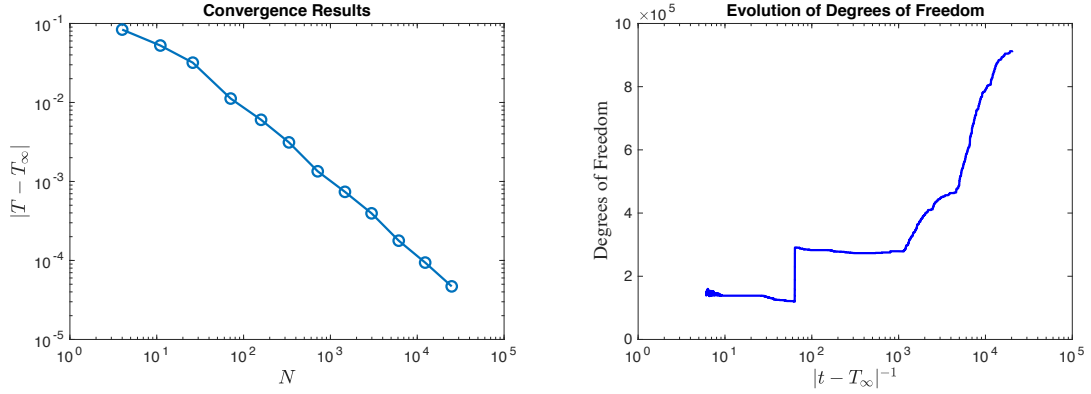 Convergence Results
10^-1
10^-2
10^-3
10^-4
10^-5
10^0 10^1 10^2 10^3 10^4 10^5
|T − T_∞|
N
Evolution of Degrees of Freedom
×10^5
10
8
6
4
2
0
10^0 10^1 10^2 10^3 10^4 10^5
Degrees of Freedom
|t − T_∞|^−1